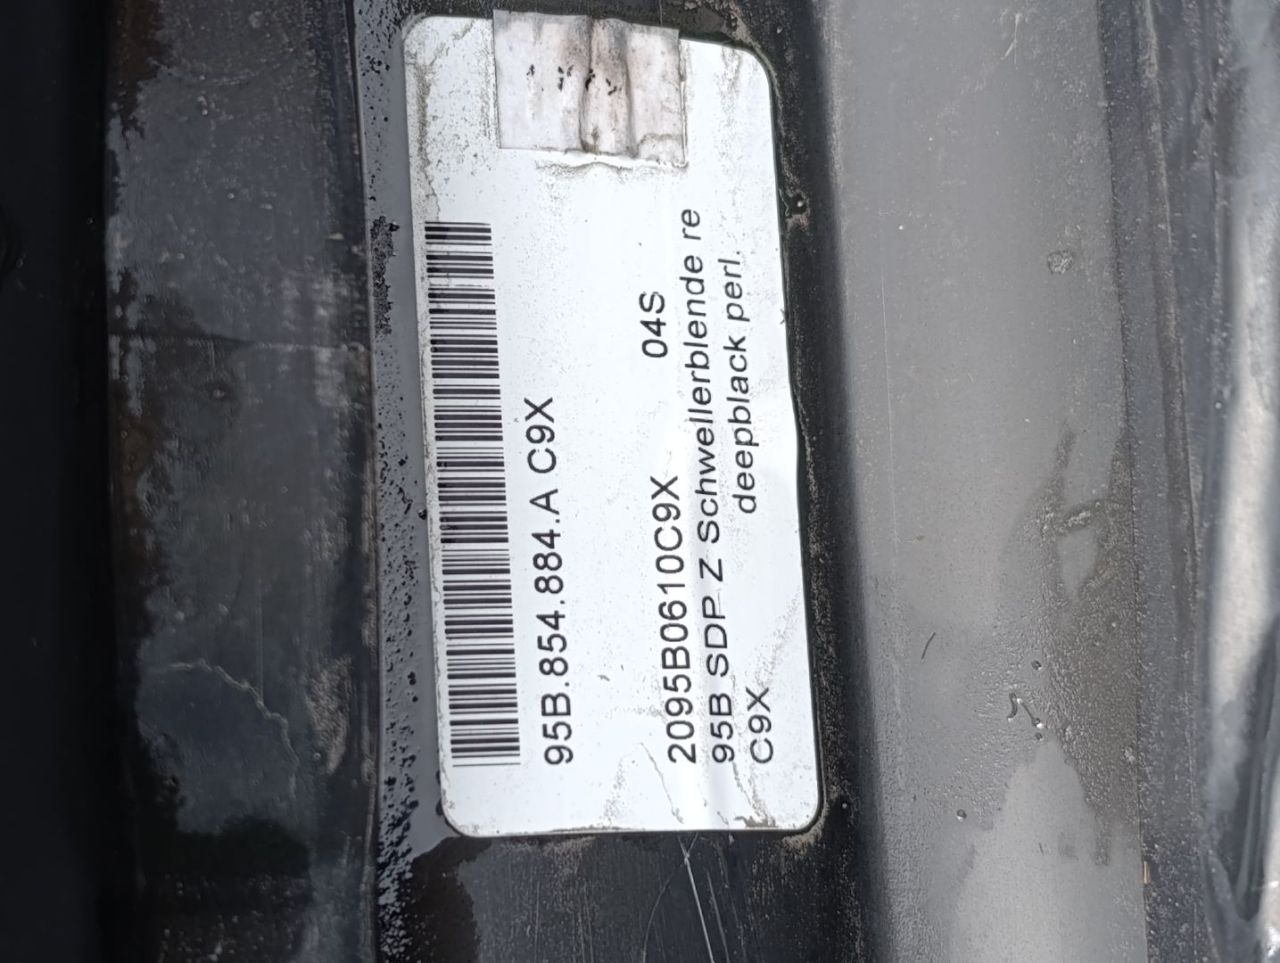 95B.854.884.A C9X
2095B0610C9X 04S
95B SDP Z Schwellerblende re
deepblack perl.
C9X